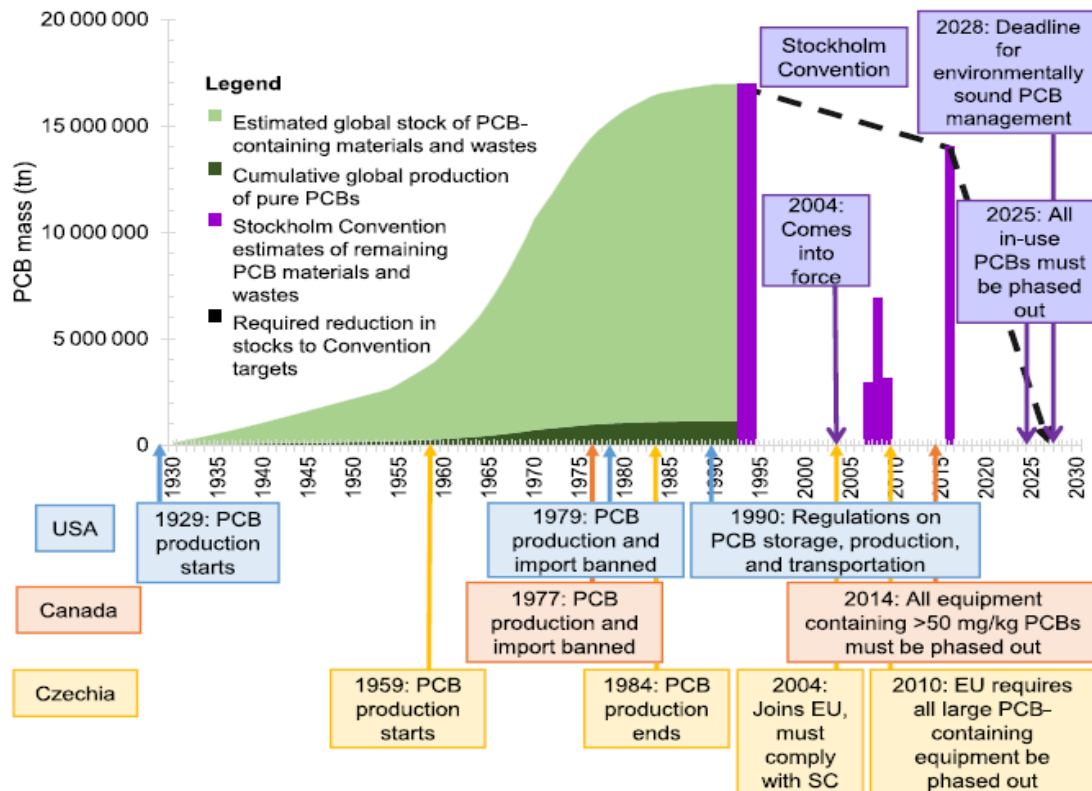 20 000 000
15 000 000
10 000 000
5 000 000
0
PCB mass (tn)
Legend
Estimated global stock of PCB-
containing materials and wastes
Cumulative global production
of pure PCBs
Stockholm Convention
estimates of remaining
PCB materials and
wastes
Required reduction in
stocks to Convention
targets
Stockholm
Convention
2004:
Comes
into
force
2028: Deadline
for
environmentally
sound PCB
management
2025: All
in-use
PCBs must
be phased
out
1930
1935
1940
1945
1950
1955
1960
1965
1970
1975
1980
1985
1990
1995
2000
2005
2010
2015
2020
2025
2030
USA
1929: PCB
production
starts
1979: PCB
production and
import banned
1990: Regulations on
PCB storage, production,
and transportation
Canada
1977: PCB
production and
import banned
2014: All equipment
containing >50 mg/kg PCBs
must be phased out
Czechia
1959: PCB
production
starts
1984: PCB
production
ends
2004:
Joins EU,
must
comply
with SC
2010: EU requires
all large PCB-
containing
equipment be
phased out